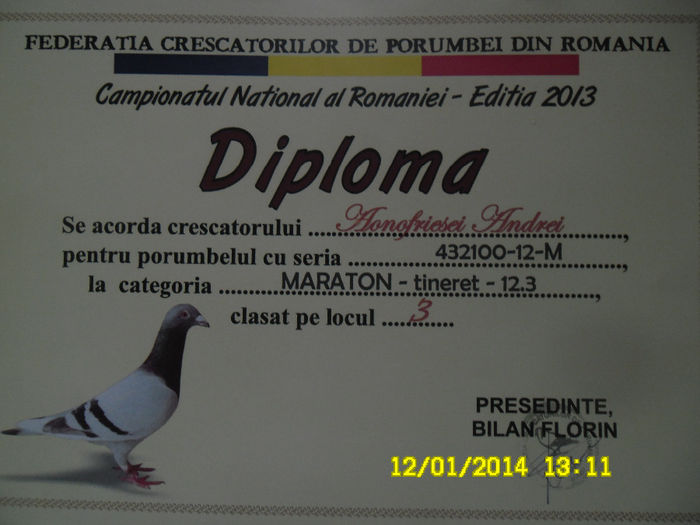 FEDERATIA CRESCATORILOR DE PORUMBEI DIN ROMANIA
Campionatul National al Romaniei - Editia 2013
Diploma
Se acorda crescatorului ....Aonofriesei Andrei....,
pentru porumbelul cu seria ....432100-12-M....,
la categoria ....MARATON - tineret - 12.3....,
clasat pe locul ....3....
PRESEDINTE,
BILAN FLORIN
12/01/2014 13:11